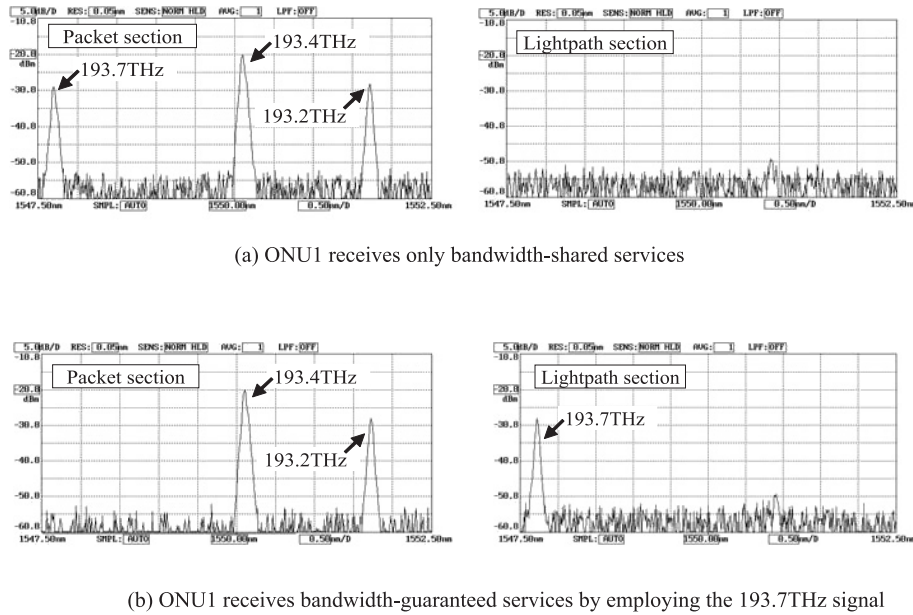 5.0dB/D RES: 0.05nm SENS: NORM HLD AVG: 1 LPF: OFF
-10.0
Packet section
193.4THz
-20.0
dBm
193.7THz
-30.0
193.2THz
-40.0
-50.0
-60.0
1547.50nm SMPL: AUTO 1550.00nm 0.50nm/D 1552.50nm
5.0dB/D RES: 0.05nm SENS: NORM HLD AVG: 1 LPF: OFF
-10.0
Lightpath section
-20.0
dBm
-30.0
-40.0
-50.0
-60.0
1547.50nm SMPL: AUTO 1550.00nm 0.50nm/D 1552.50nm
(a) ONU1 receives only bandwidth-shared services
5.0dB/D RES: 0.05nm SENS: NORM HLD AVG: 1 LPF: OFF
-10.0
Packet section
193.4THz
-20.0
dBm
-30.0
193.2THz
-40.0
-50.0
-60.0
1547.50nm SMPL: AUTO 1550.00nm 0.50nm/D 1552.50nm
5.0dB/D RES: 0.05nm SENS: NORM HLD AVG: 1 LPF: OFF
-10.0
Lightpath section
-20.0
dBm
193.7THz
-30.0
-40.0
-50.0
-60.0
1547.50nm SMPL: AUTO 1550.00nm 0.50nm/D 1552.50nm
(b) ONU1 receives bandwidth-guaranteed services by employing the 193.7THz signal